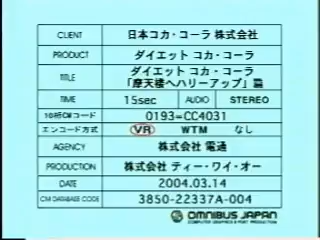 CLIENT 日本コカ・コーラ 株式会社
PRODUCT ダイエット コカ・コーラ
TITLE ダイエット コカ・コーラ
「摩天楼へハリーアップ」篇
TIME 15sec AUDIO STEREO
10桁CMコード 0193=CC4031
エンコード方式 VR WTM なし
AGENCY 株式会社 電通
PRODUCTION 株式会社 ティー・ワイ・オー
DATE 2004.03.14
CM DATABASE CODE 3850-22337A-004
OMNIBUS JAPAN
COMPUTER GRAPHICS & POST PRODUCTION